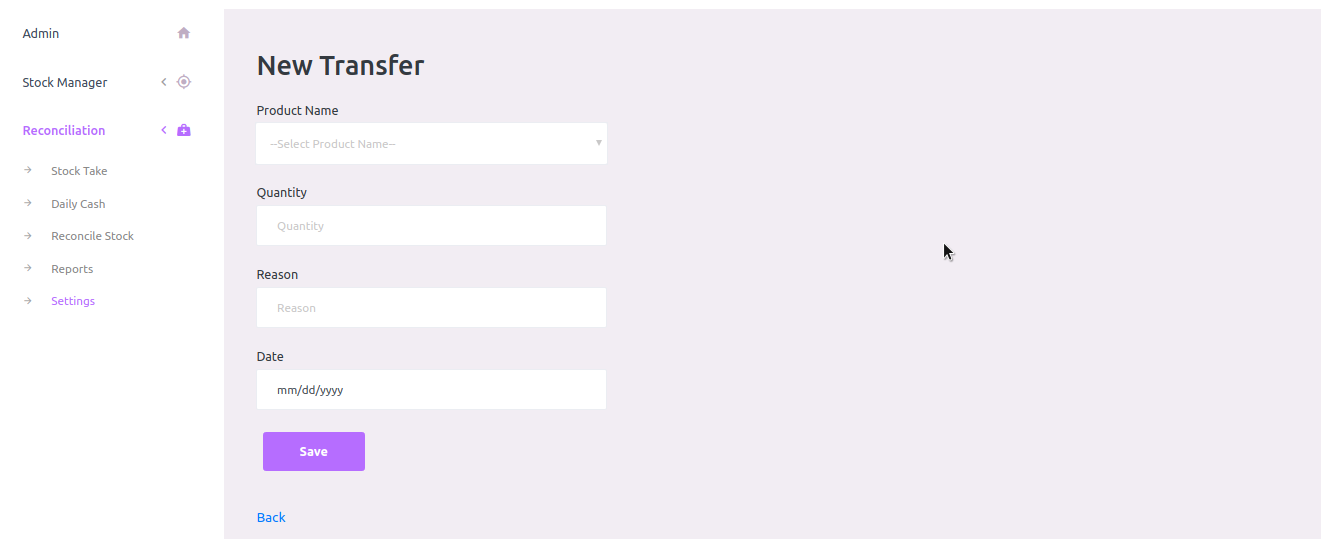 Admin
Stock Manager
Reconciliation
Stock Take
Daily Cash
Reconcile Stock
Reports
Settings
New Transfer
Product Name
--Select Product Name--
Quantity
Quantity
Reason
Reason
Date
mm/dd/yyyy
Save
Back